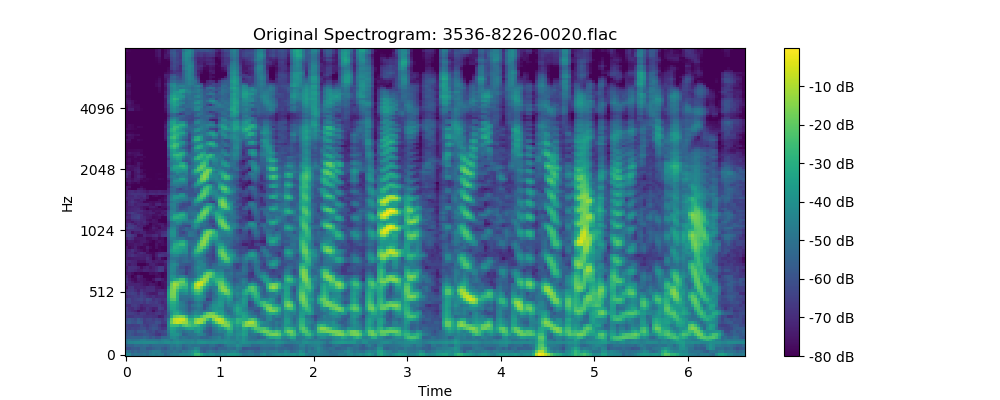 Original Spectrogram: 3536-8226-0020.flac
Hz
4096
2048
1024
512
0
0 1 2 3 4 5 6
Time
-10 dB
-20 dB
-30 dB
-40 dB
-50 dB
-60 dB
-70 dB
-80 dB